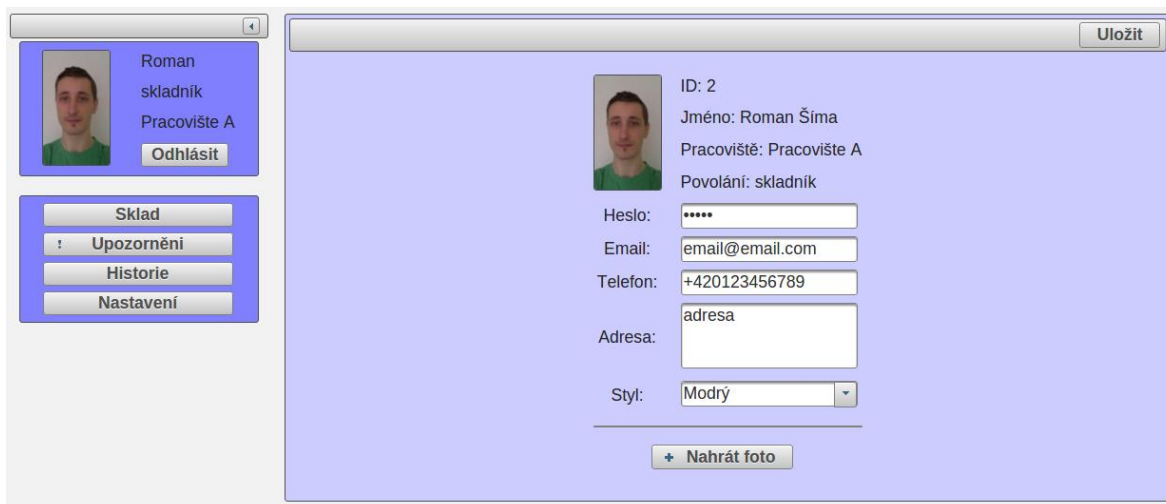 Roman
skladník
Pracovište A
Odhlásit
Sklad
! Upozorněni
Historie
Nastavení
Uložit
ID: 2
Jméno: Roman Šíma
Pracoviště: Pracovište A
Povolání: skladník
Heslo: •••••
Email: email@email.com
Telefon: +420123456789
Adresa: adresa
Styl: Modrý
+ Nahrát foto